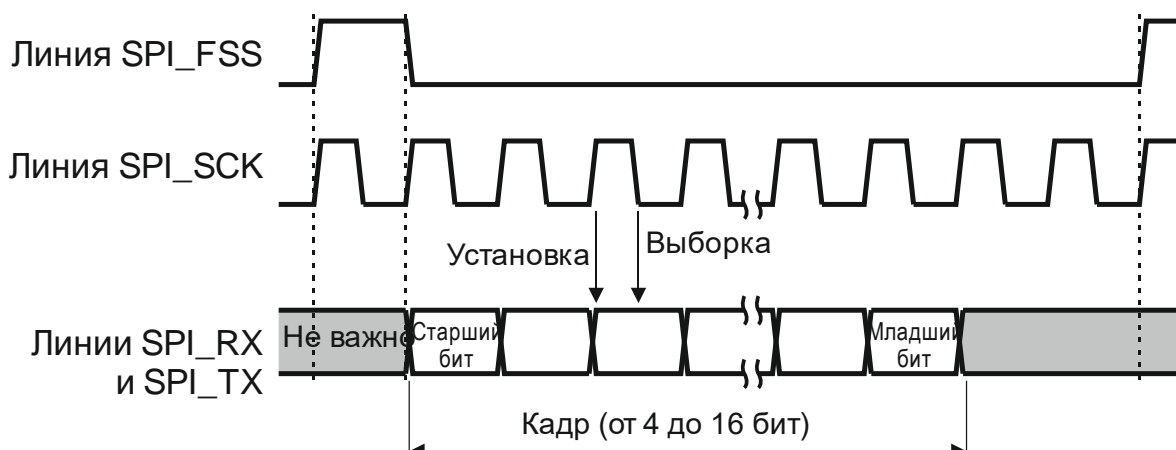 Линия SPI_FSS
Линия SPI_SCK
Установка
Выборка
Линии SPI_RX
и SPI_TX
Не важно
Старший
бит
Младший
бит
Кадр (от 4 до 16 бит)